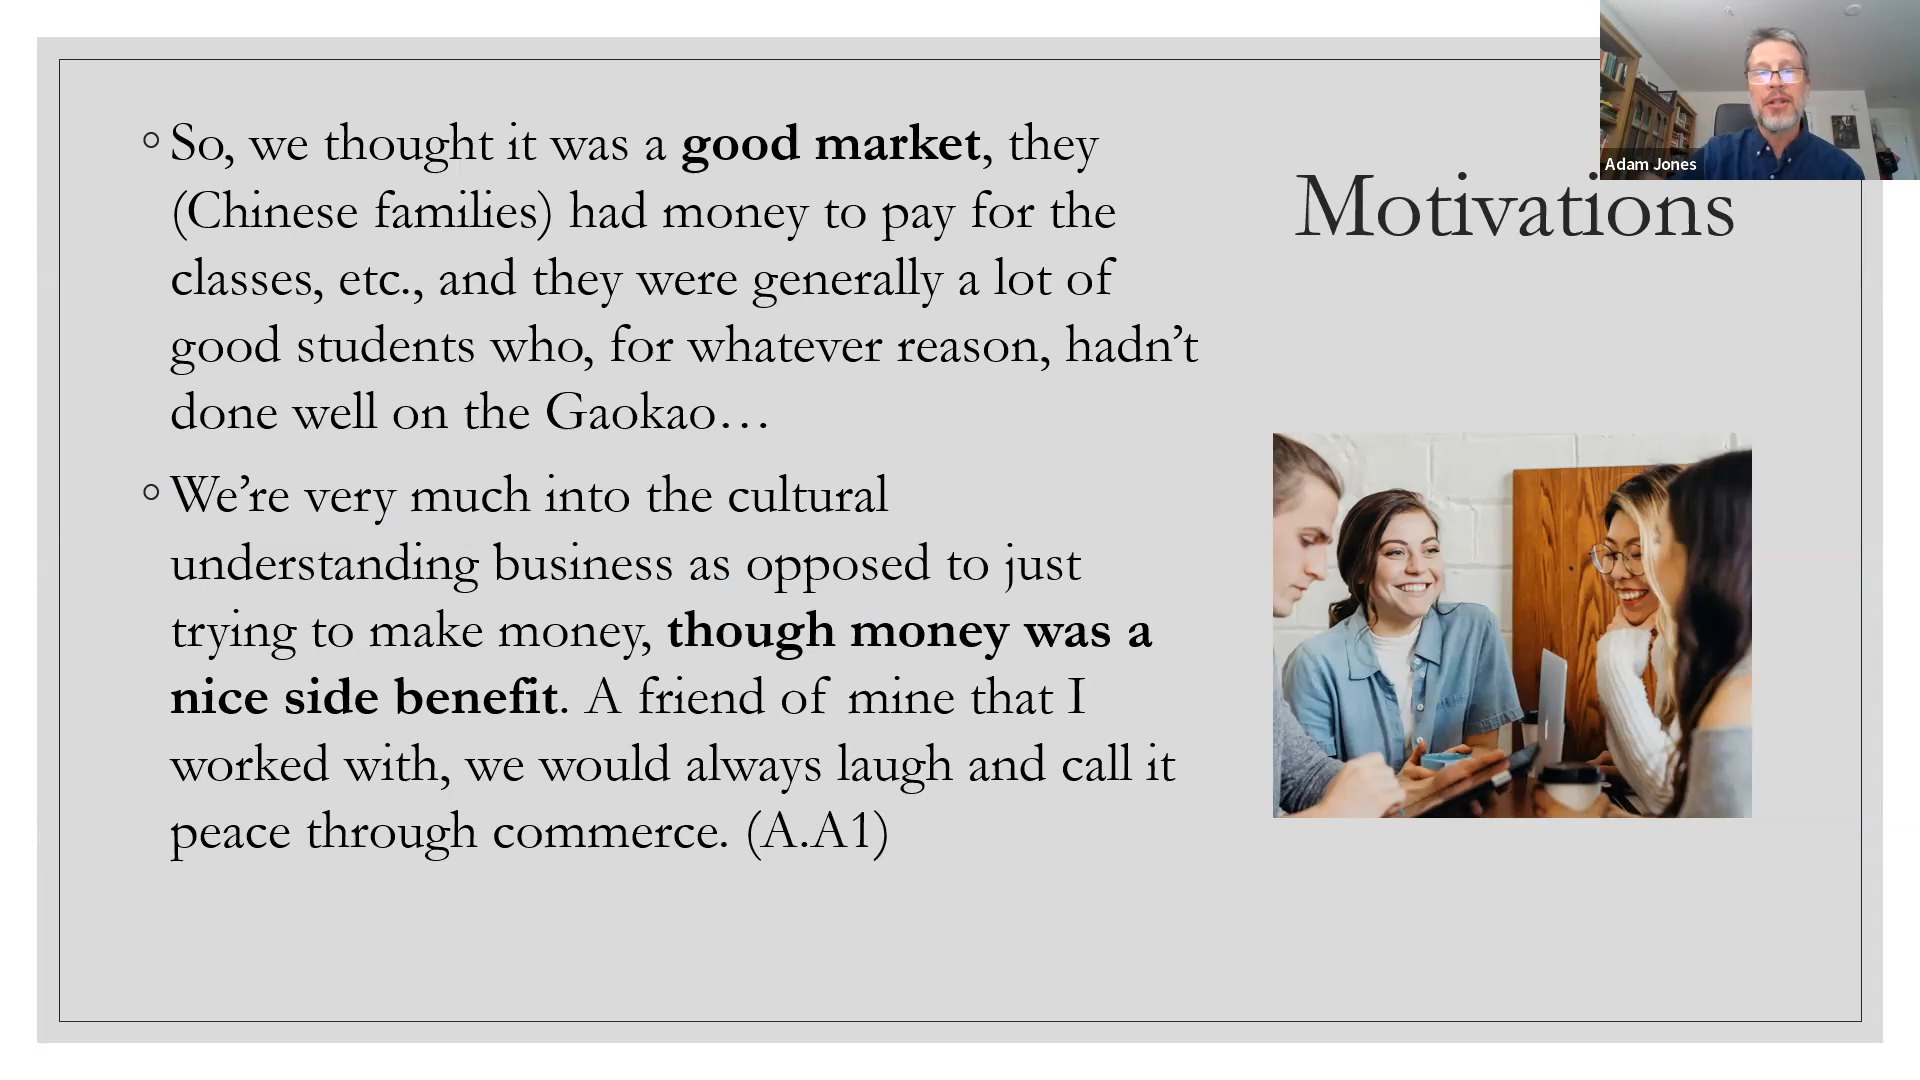 So, we thought it was a good market, they
(Chinese families) had money to pay for the
classes, etc., and they were generally a lot of
good students who, for whatever reason, hadn’t
done well on the Gaokao…
We’re very much into the cultural
understanding business as opposed to just
trying to make money, though money was a
nice side benefit. A friend of mine that I
worked with, we would always laugh and call it
peace through commerce. (A.A1)
Motivations
Adam Jones